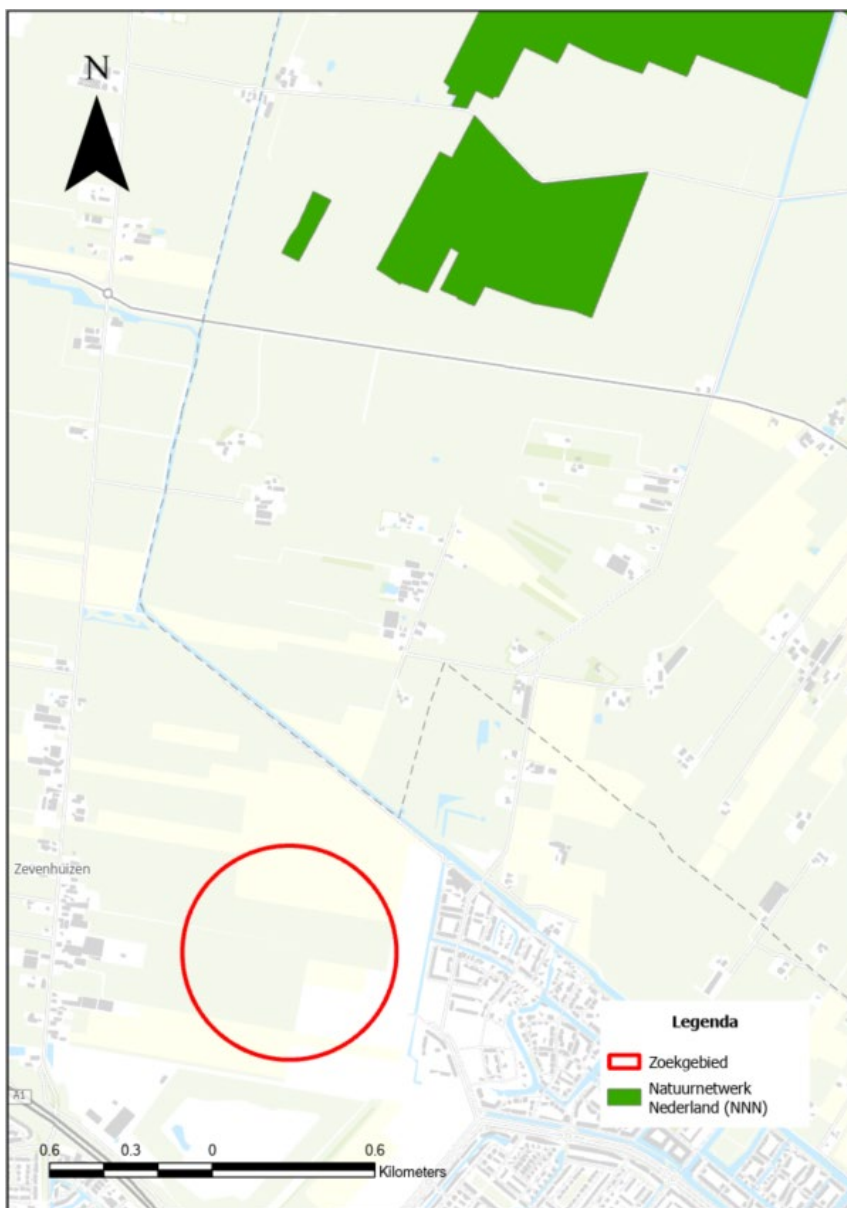 N
Zevenhuizen
Legenda
Zoekgebied
Natuurnetwerk
Nederland (NNN)
A1
0.6 0.3 0 0.6
Kilometers